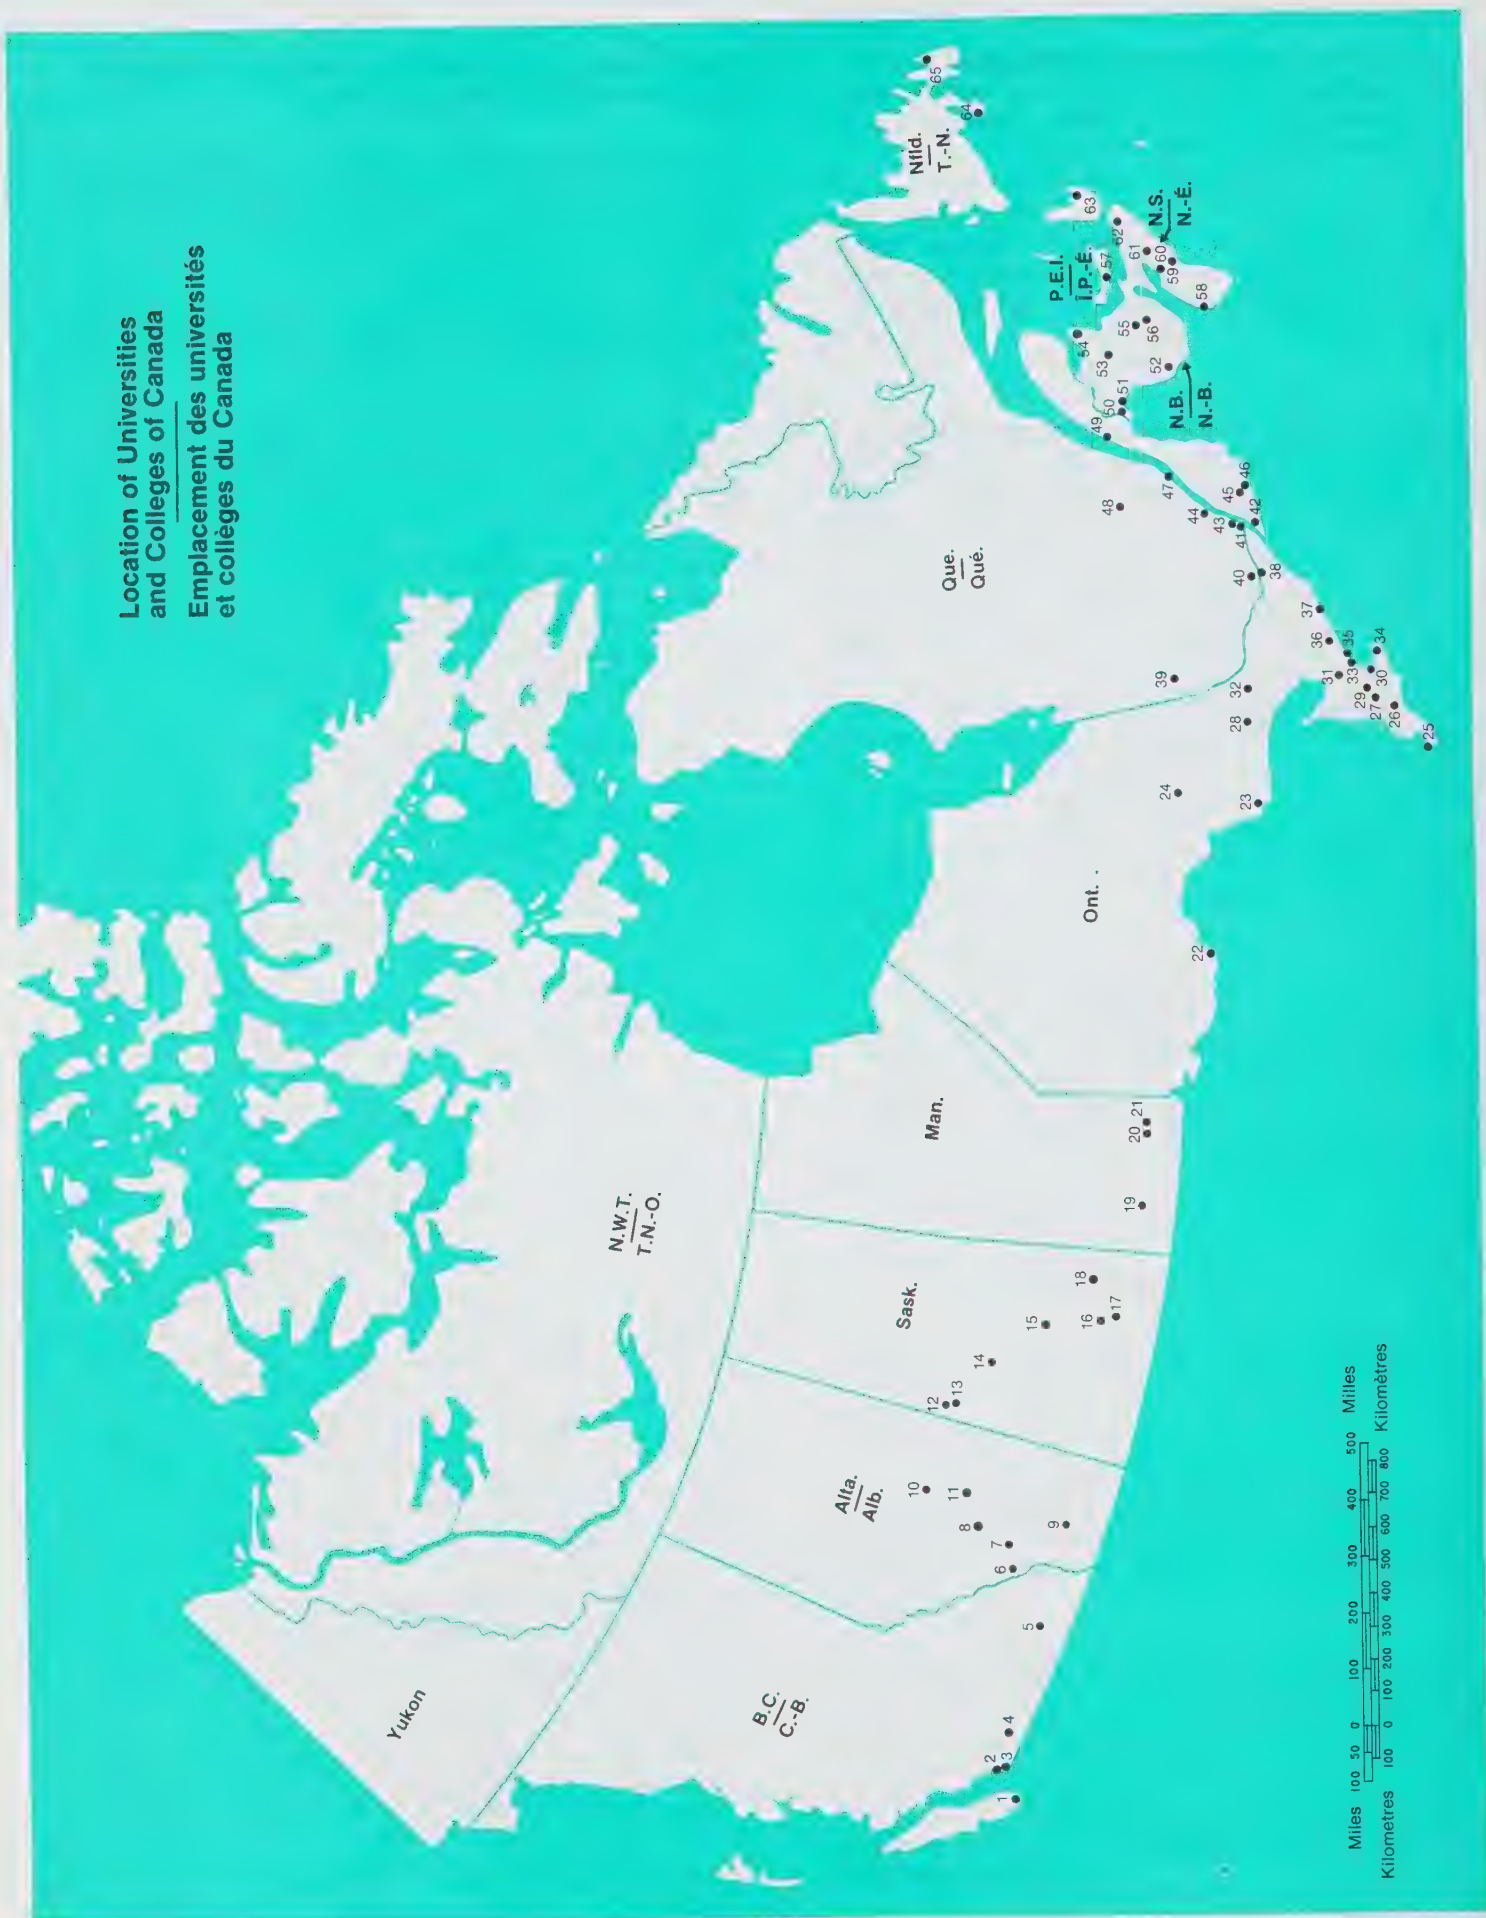 Location of Universities
and Colleges of Canada
Emplacement des universités
et collèges du Canada
Yukon
N.W.T.
T.N.-O.
B.C.
C.-B.
Alta.
Alb.
Sask.
Man.
Ont.
Que.
Qué.
Nfld.
T.-N.
P.E.I.
Î.P.-É.
N.S.
N.-É.
N.B.
N.-B.
1
2
3
4
5
6
7
8
9
10
11
12
13
14
15
16
17
18
19
20
21
22
23
24
25
26
27
28
29
30
31
32
33
34
35
36
37
38
39
40
41
42
43
44
45
46
47
48
49
50
51
52
53
54
55
56
57
58
59
60
61
62
63
64
65
Miles 100 50 0 100 200 300 400 500 Milles
Kilometres 100 0 100 200 300 400 500 600 700 800 Kilomètres